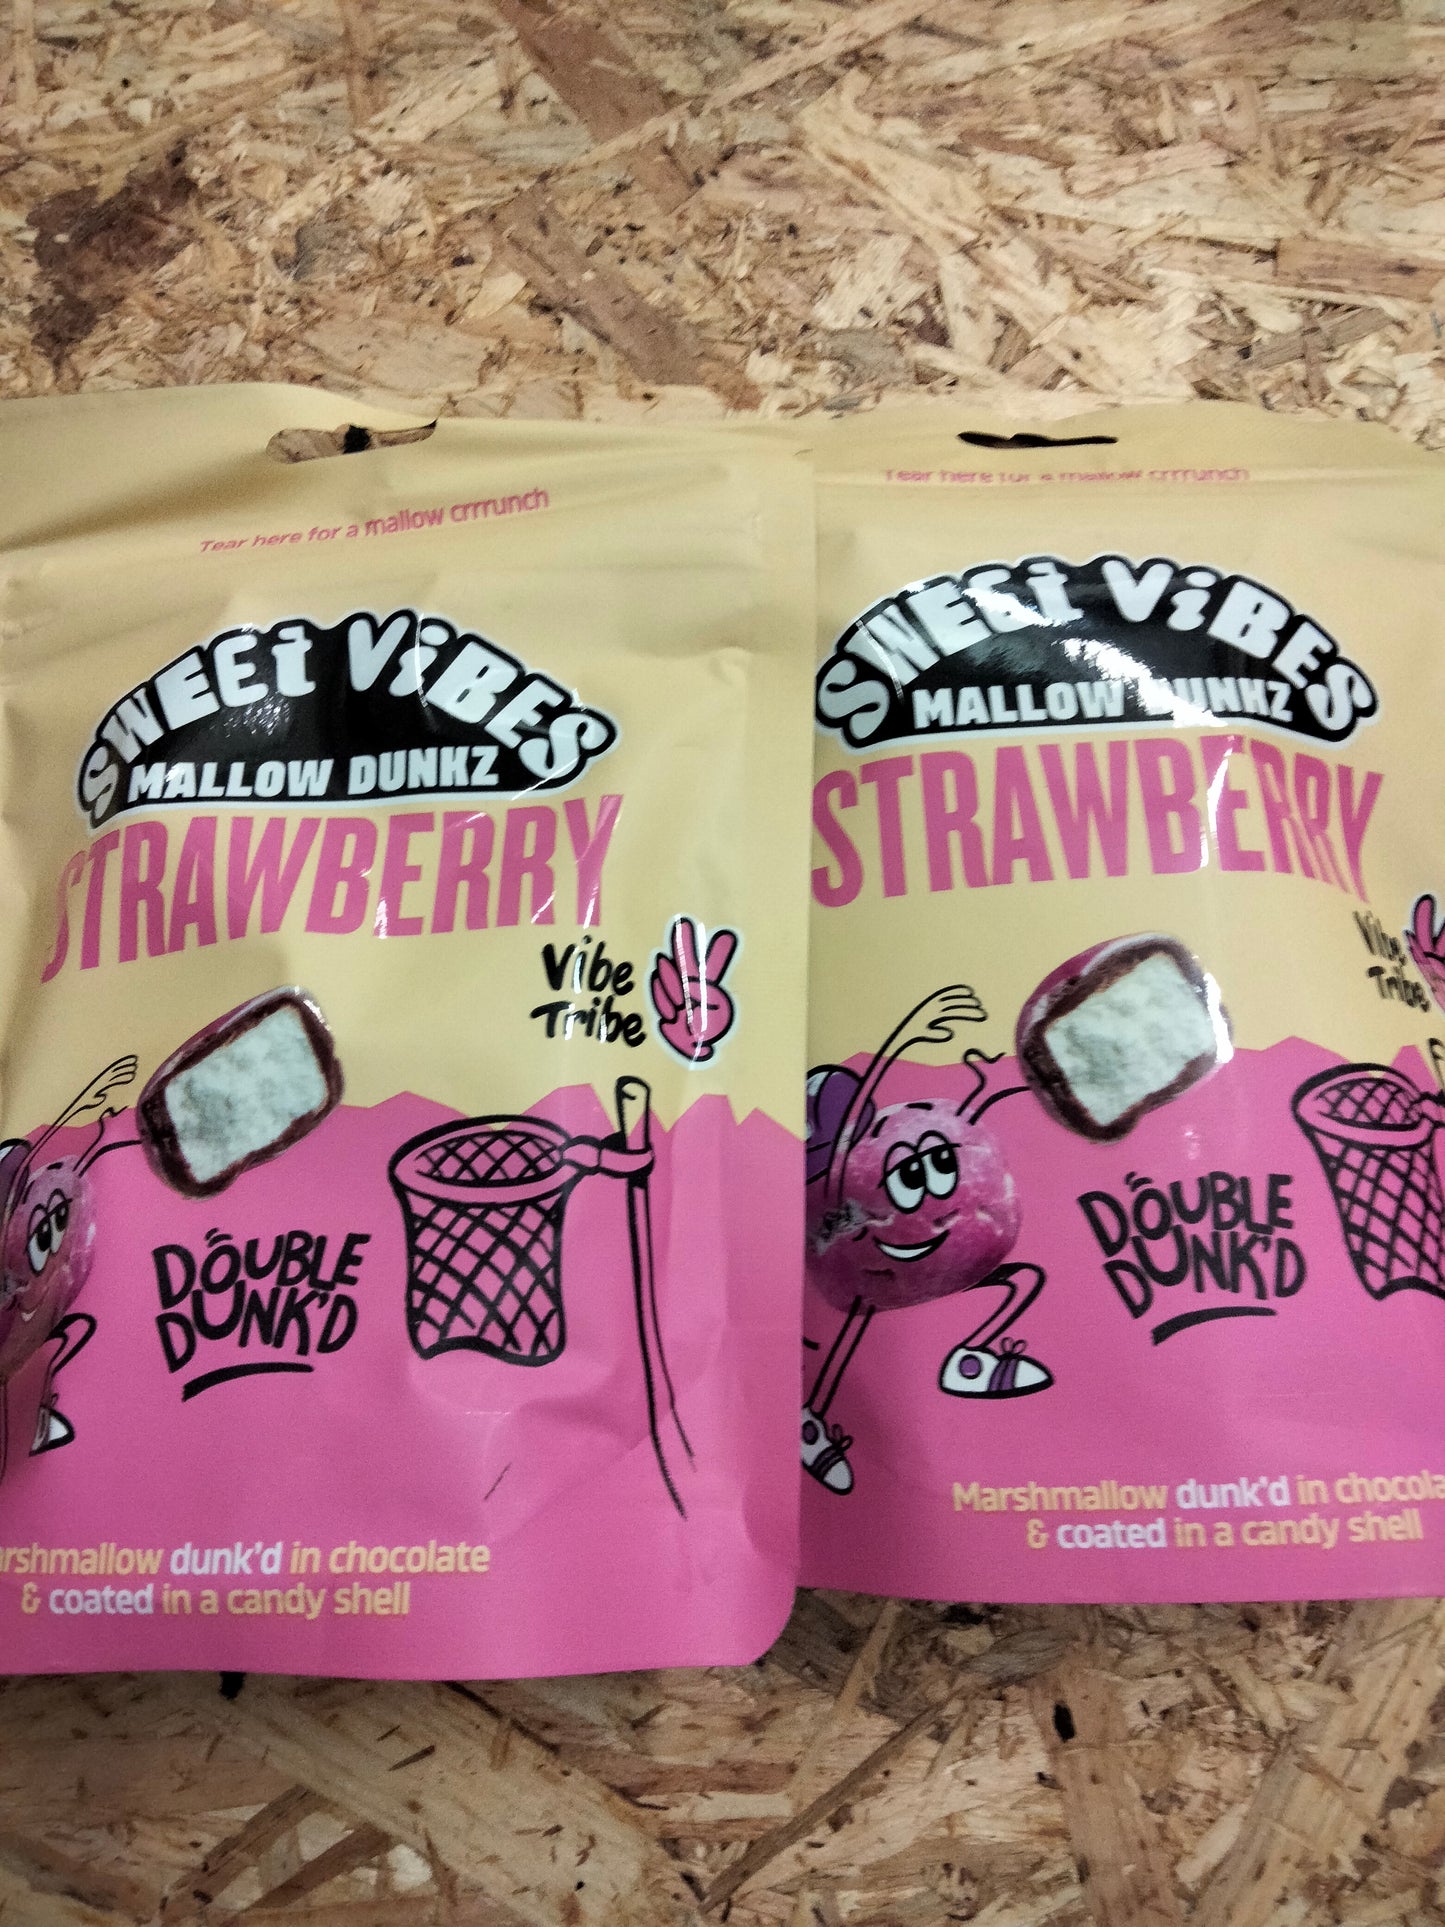 Tear here for a mallow crrrunch
SWEEt ViBES
MALLOW DUNKZ
STRAWBERRY
Vibe
Tribe
DOUBLE
DUNK'D
arshmallow dunk'd in chocolate
& coated in a candy shell
Tear here for a mallow crrrunch
SWEEt ViBES
MALLOW DUNKZ
STRAWBERRY
Vibe
Tribe
DOUBLE
DUNK'D
Marshmallow dunk'd in chocola
& coated in a candy shell